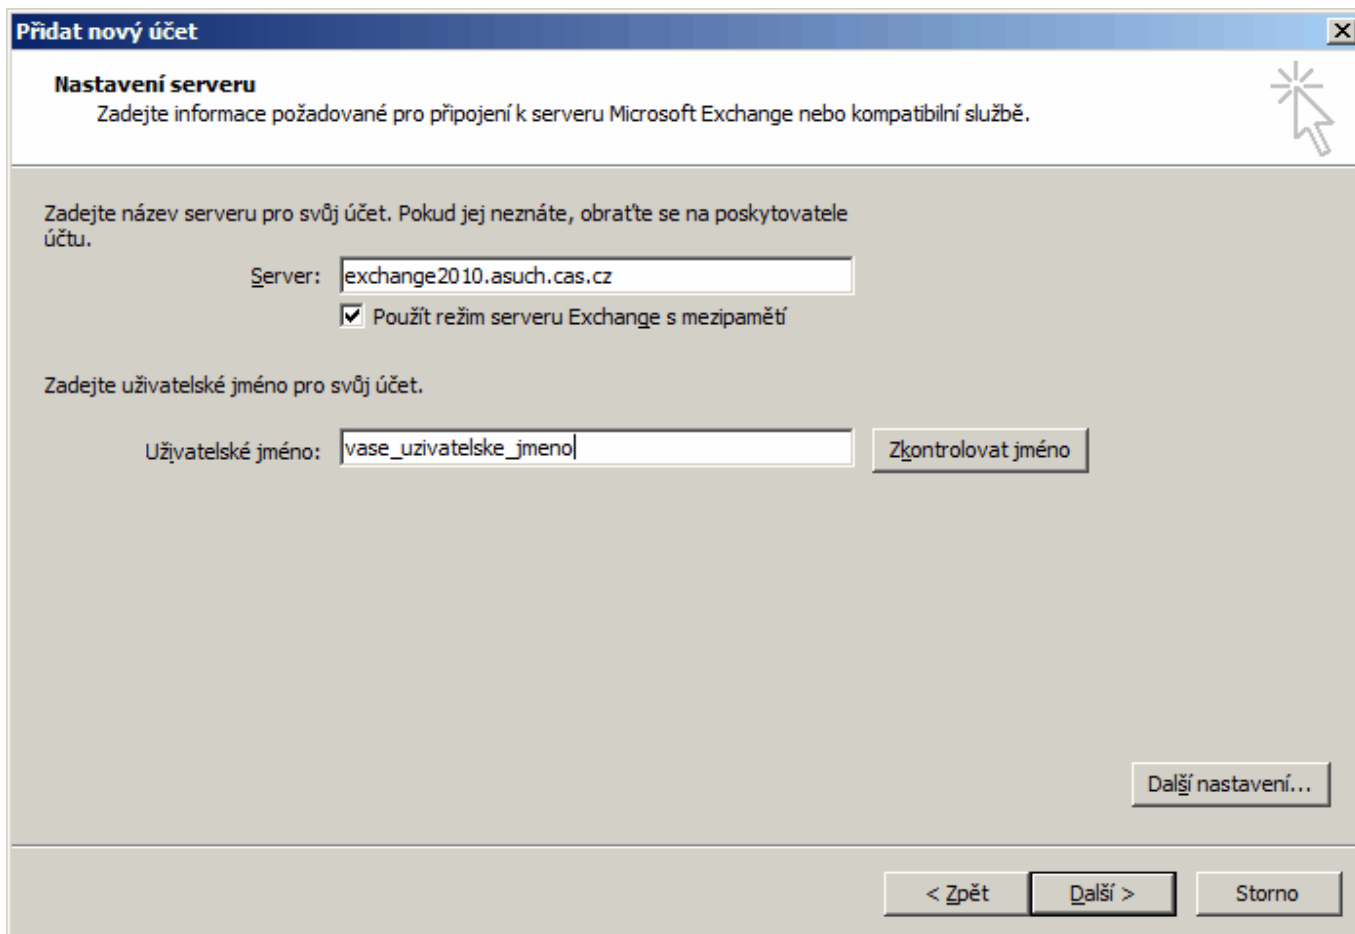 Přidat nový účet
Nastavení serveru
Zadejte informace požadované pro připojení k serveru Microsoft Exchange nebo kompatibilní službě.
Zadejte název serveru pro svůj účet. Pokud jej neznáte, obraťte se na poskytovatele
účtu.
Server: exchange2010.asuch.cas.cz
Použít režim serveru Exchange s mezipamětí
Zadejte uživatelské jméno pro svůj účet.
Uživatelské jméno: vase_uzivatelske_jmeno Zkontrolovat jméno
Další nastavení...
< Zpět Další > Storno